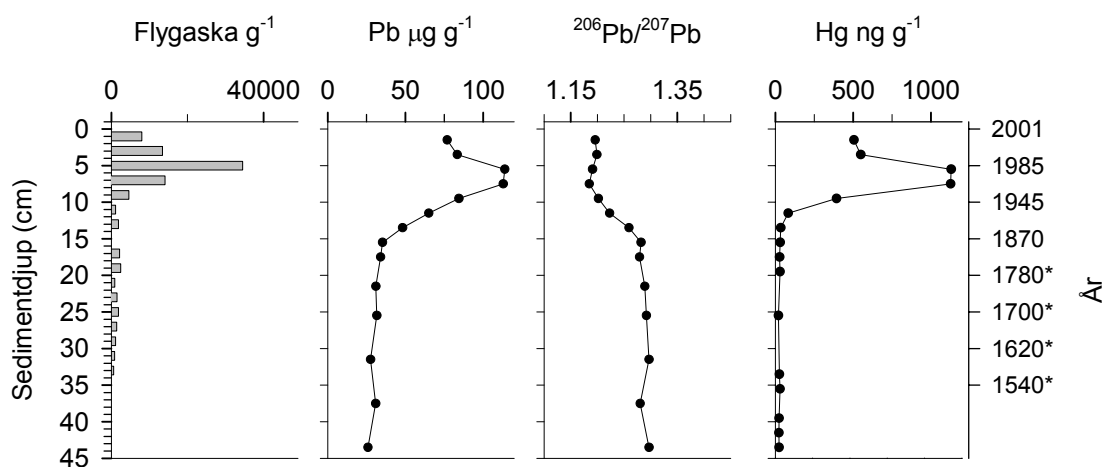 Flygaska g⁻¹ Pb μg g⁻¹ ²⁰⁶Pb/²⁰⁷Pb Hg ng g⁻¹
0 40000 0 50 100 1.15 1.35 0 500 1000
0 2001
5 1985
10 1945
15 1870
20 1780*
25 1700*
30 1620*
35 1540*
40
45
Sedimentdjup (cm)
År